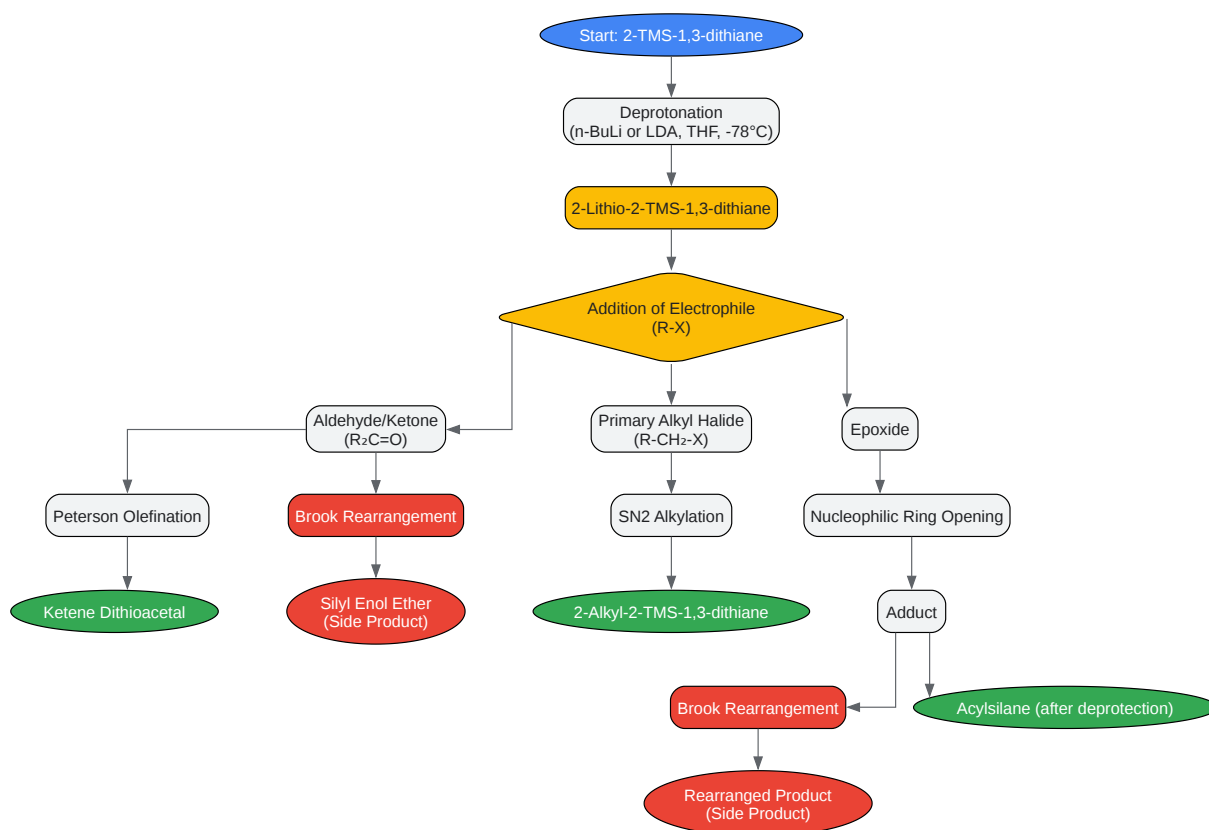 Start: 2-TMS-1,3-dithiane
Deprotonation
(n-BuLi or LDA, THF, -78°C)
2-Lithio-2-TMS-1,3-dithiane
Addition of Electrophile
(R-X)
Aldehyde/Ketone
(R₂C=O)
Primary Alkyl Halide
(R-CH₂-X)
Epoxide
Peterson Olefination
Brook Rearrangement
SN2 Alkylation
Nucleophilic Ring Opening
Ketene Dithioacetal
Silyl Enol Ether
(Side Product)
2-Alkyl-2-TMS-1,3-dithiane
Adduct
Brook Rearrangement
Acylsilane (after deprotection)
Rearranged Product
(Side Product)